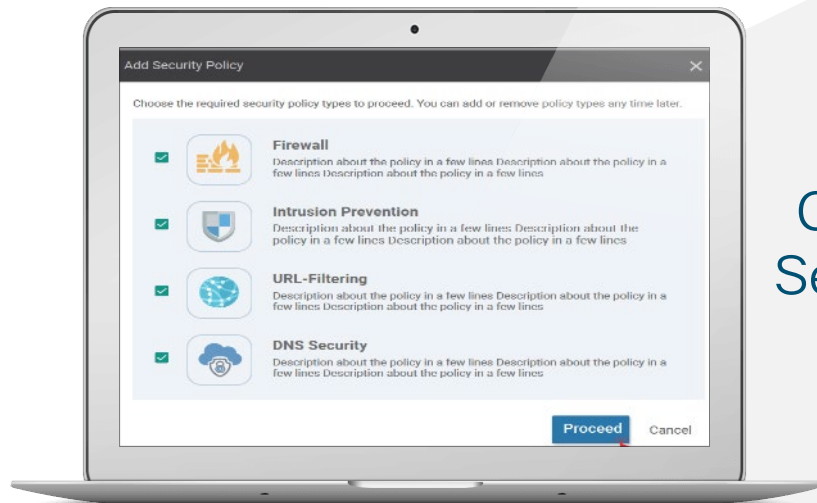 Add Security Policy
Choose the required security policy types to proceed. You can add or remove policy types any time later.
Firewall
Description about the policy in a few lines Description about the policy in a
few lines Description about the policy in a few lines
Intrusion Prevention
Description about the policy in a few lines Description about the
policy in a few lines Description about the policy in a few lines
URL-Filtering
Description about the policy in a few lines Description about the policy in a
few lines Description about the policy in a few lines
DNS Security
Description about the policy in a few lines Description about the policy in a
few lines Description about the policy in a few lines
Proceed Cancel